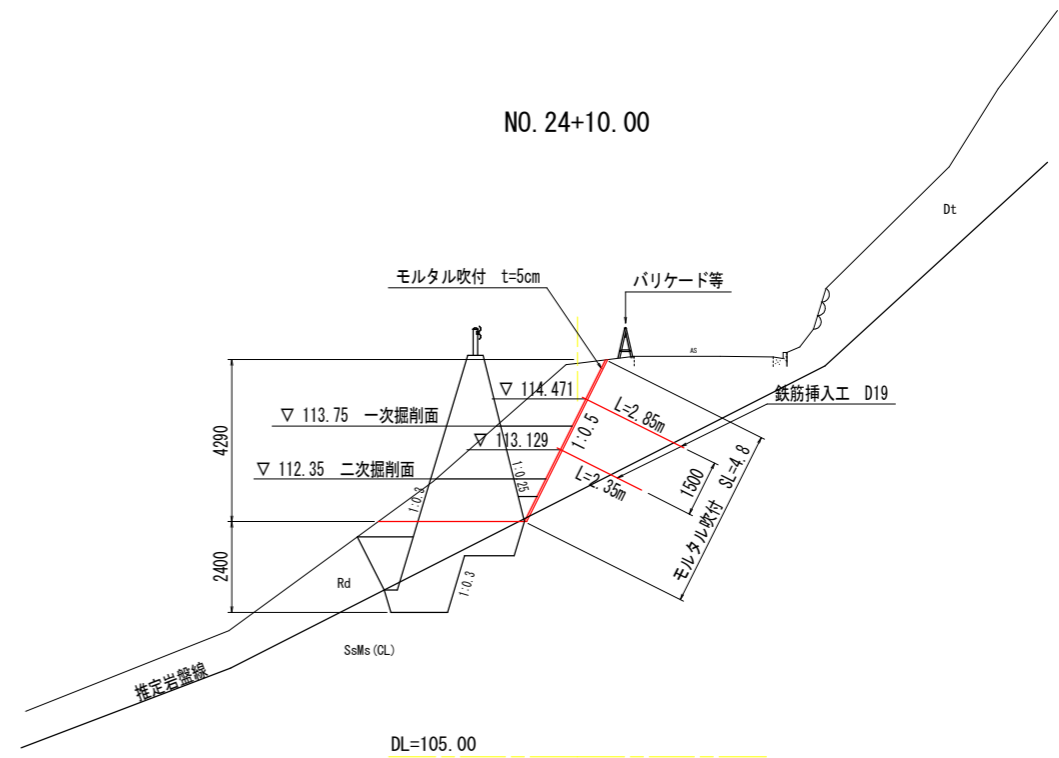 NO. 24+10.00
Dt
モルタル吹付 t=5cm
バリケード等
AS
▽ 114.471
L=2.85m
鉄筋挿入工 D19
▽ 113.75 一次掘削面
1:0.5
4290
▽ 113.129
▽ 112.35 二次掘削面
1:0.25
L=2.35m
1500
モルタル吹付 SL=4.8
1:0.3
2400
Rd
1:0.3
SsMs(CL)
推定岩盤線
DL=105.00